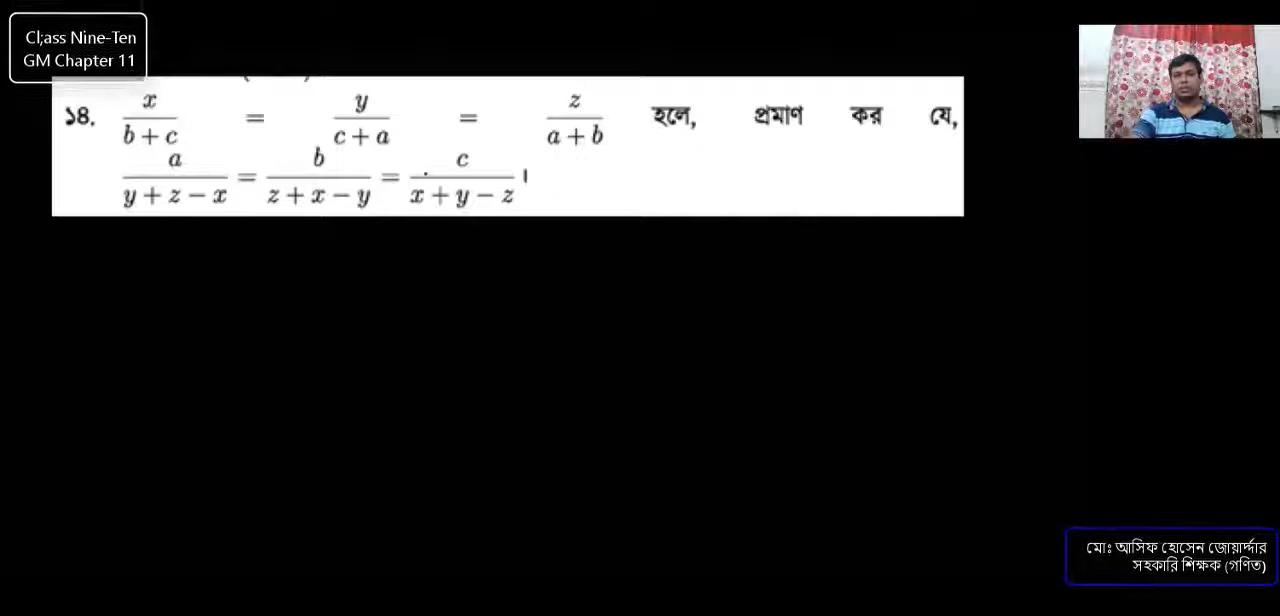 Cl;ass Nine-Ten
GM Chapter 11
১৪. x/(b + c) = y/(c + a) = z/(a + b) হলে, প্রমাণ কর যে,
a/(y + z − x) = b/(z + x − y) = c/(x + y − z)।
মোঃ আসিফ হোসেন জোয়ার্দ্দার
সহকারি শিক্ষক (গণিত)